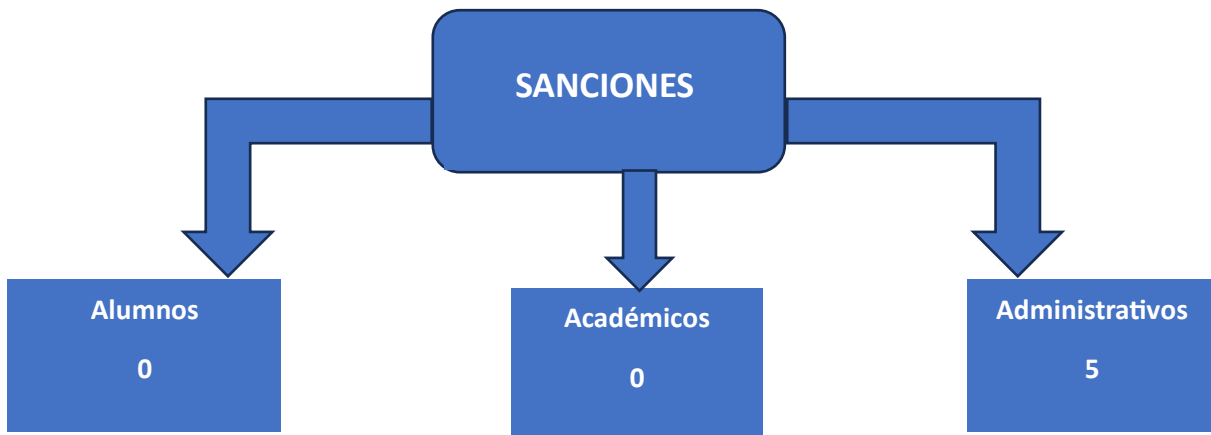 SANCIONES
Alumnos
0
Académicos
0
Administrativos
5